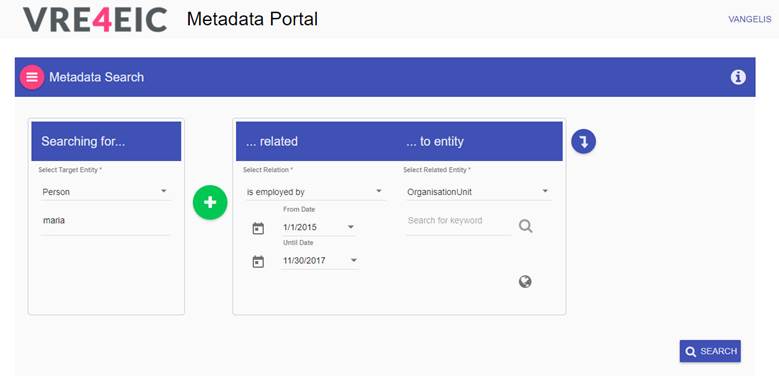 VRE4EIC Metadata Portal VANGELIS
Metadata Search
Searching for... ... related ... to entity
Select Target Entity * Select Relation * Select Related Entity *
Person is employed by OrganisationUnit
maria From Date Search for keyword
1/1/2015
Until Date
11/30/2017
SEARCH